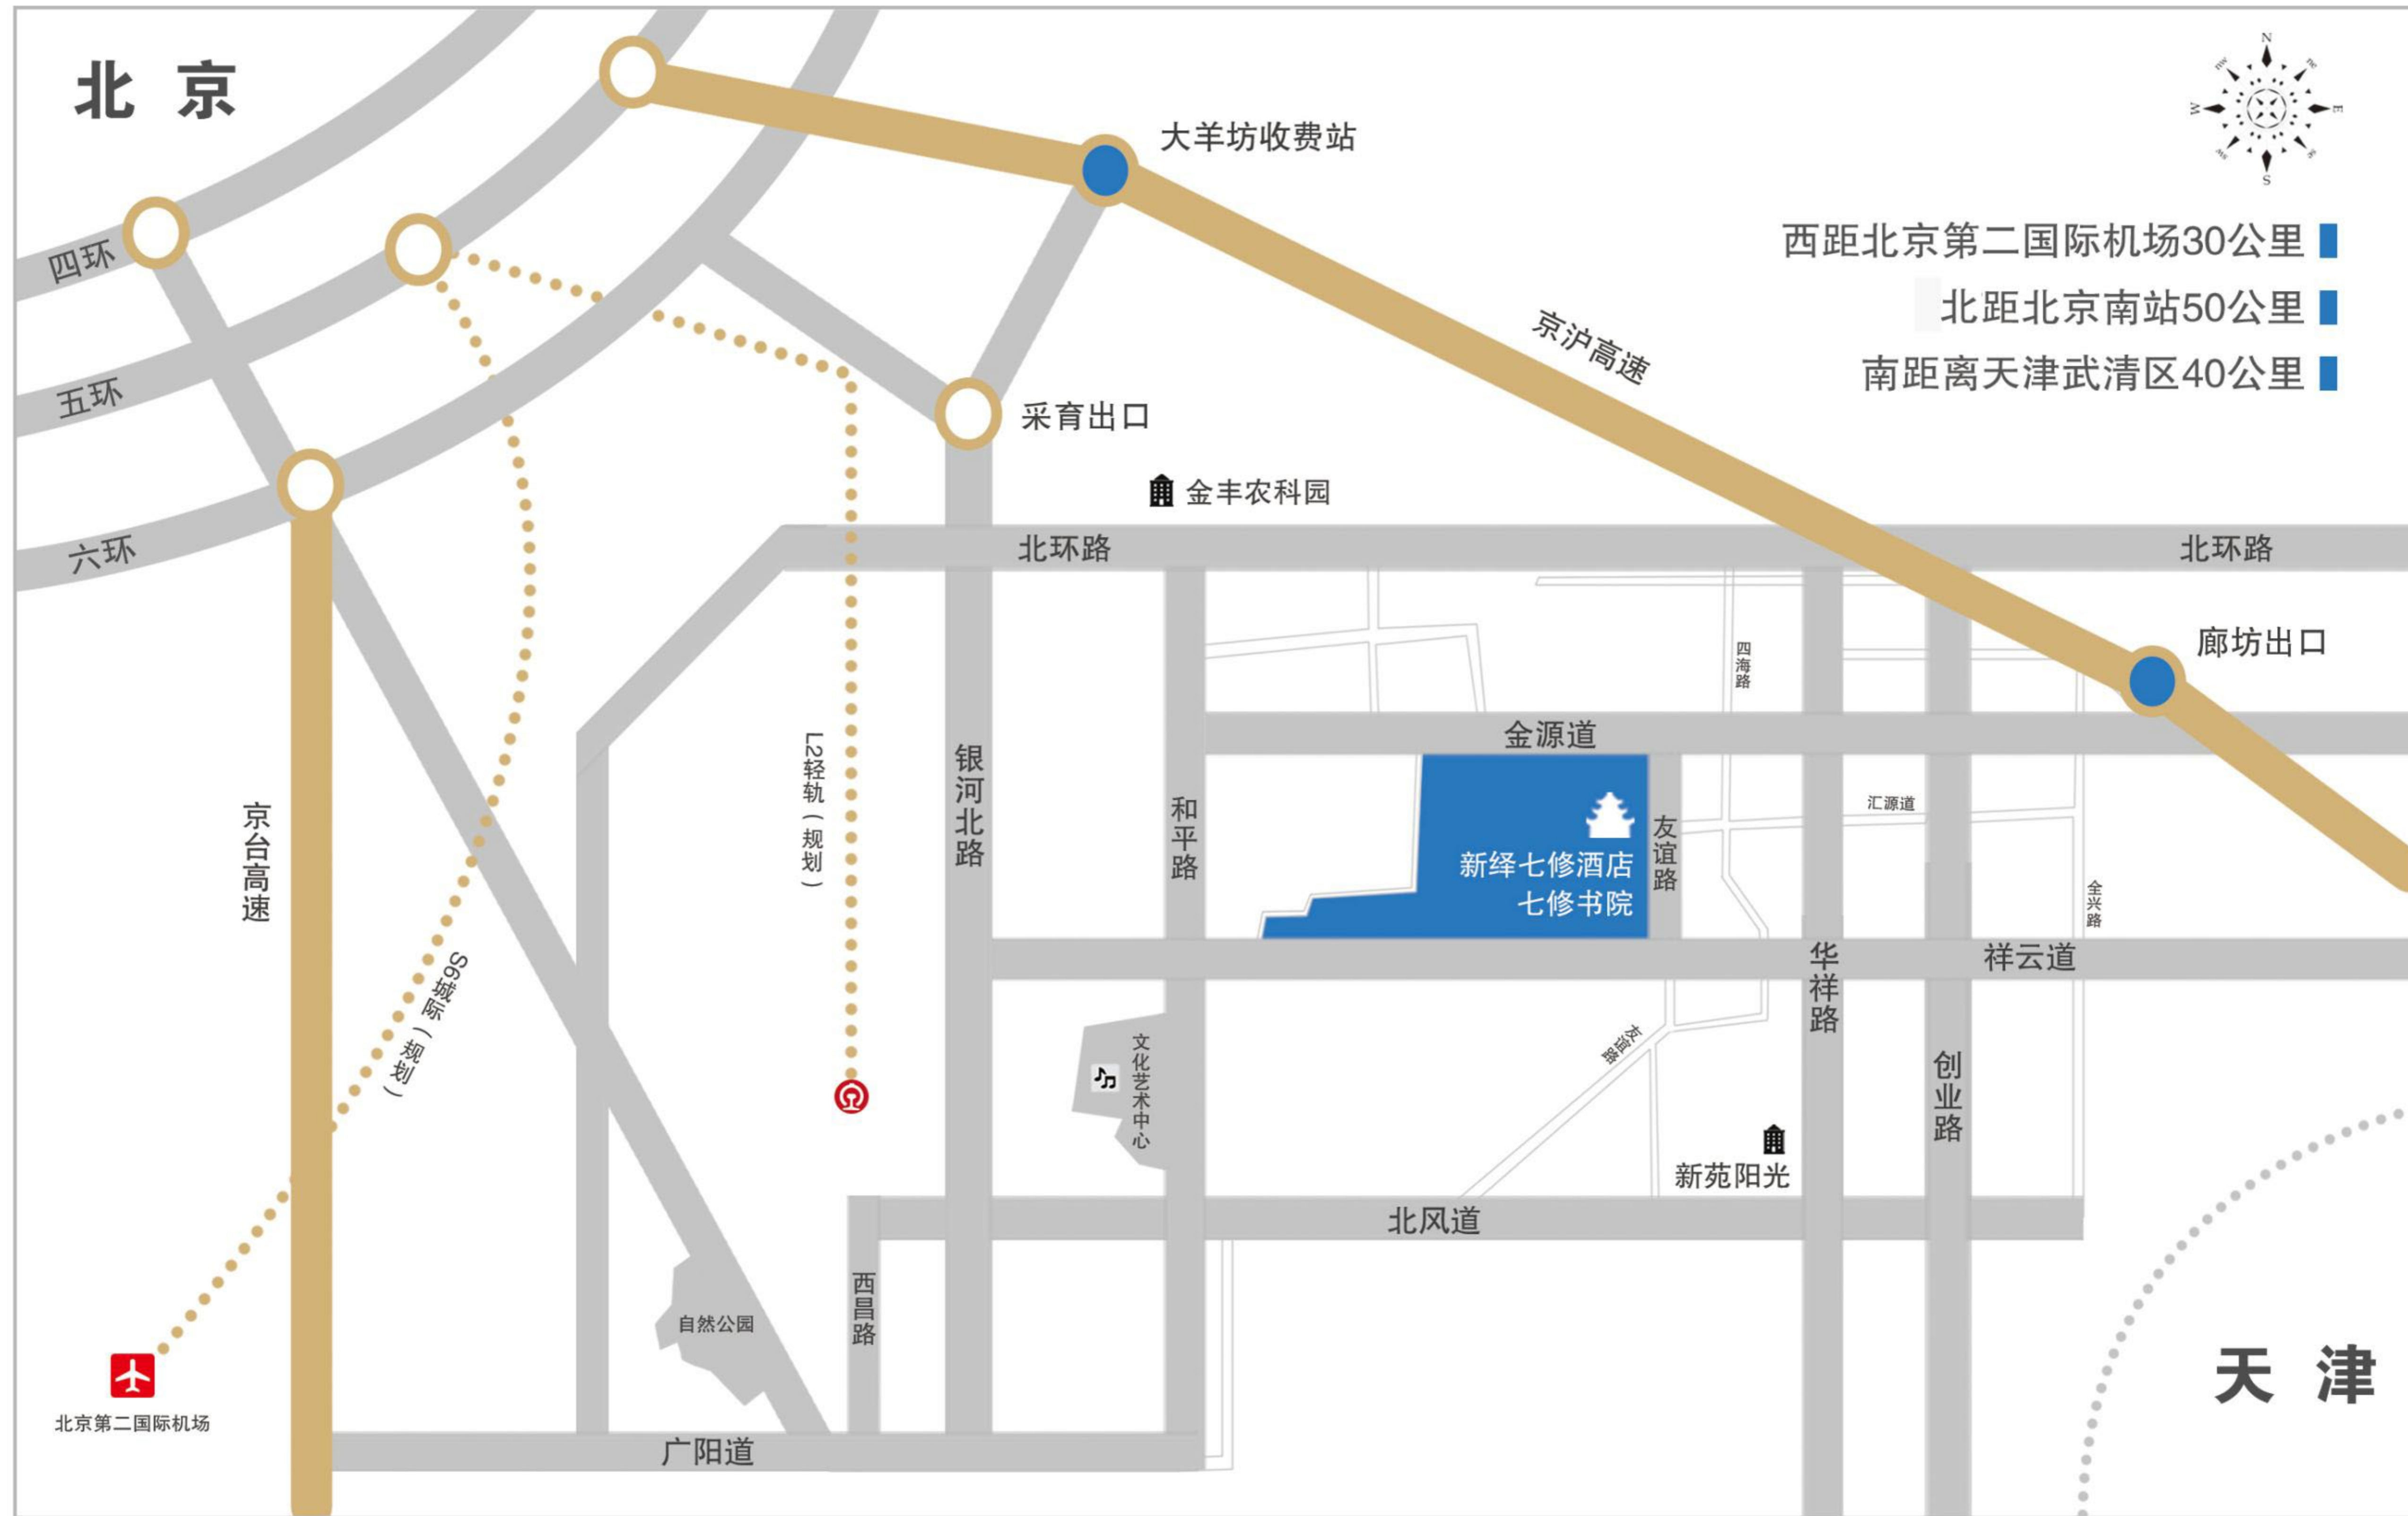 北京
N
nw
ne
W
E
sw
se
S
大羊坊收费站
西距北京第二国际机场30公里
北距北京南站50公里
南距离天津武清区40公里
四环
京沪高速
五环
采育出口
金丰农科园
六环
北环路
北环路
廊坊出口
四海路
金源道
L2轻轨（规划）
银河北路
和平路
京台高速
汇源道
友谊路
新绎七修酒店
七修书院
全兴路
S6城际（规划）
华祥路
祥云道
友谊路
文化艺术中心
创业路
新苑阳光
北风道
西昌路
自然公园
天津
北京第二国际机场
广阳道